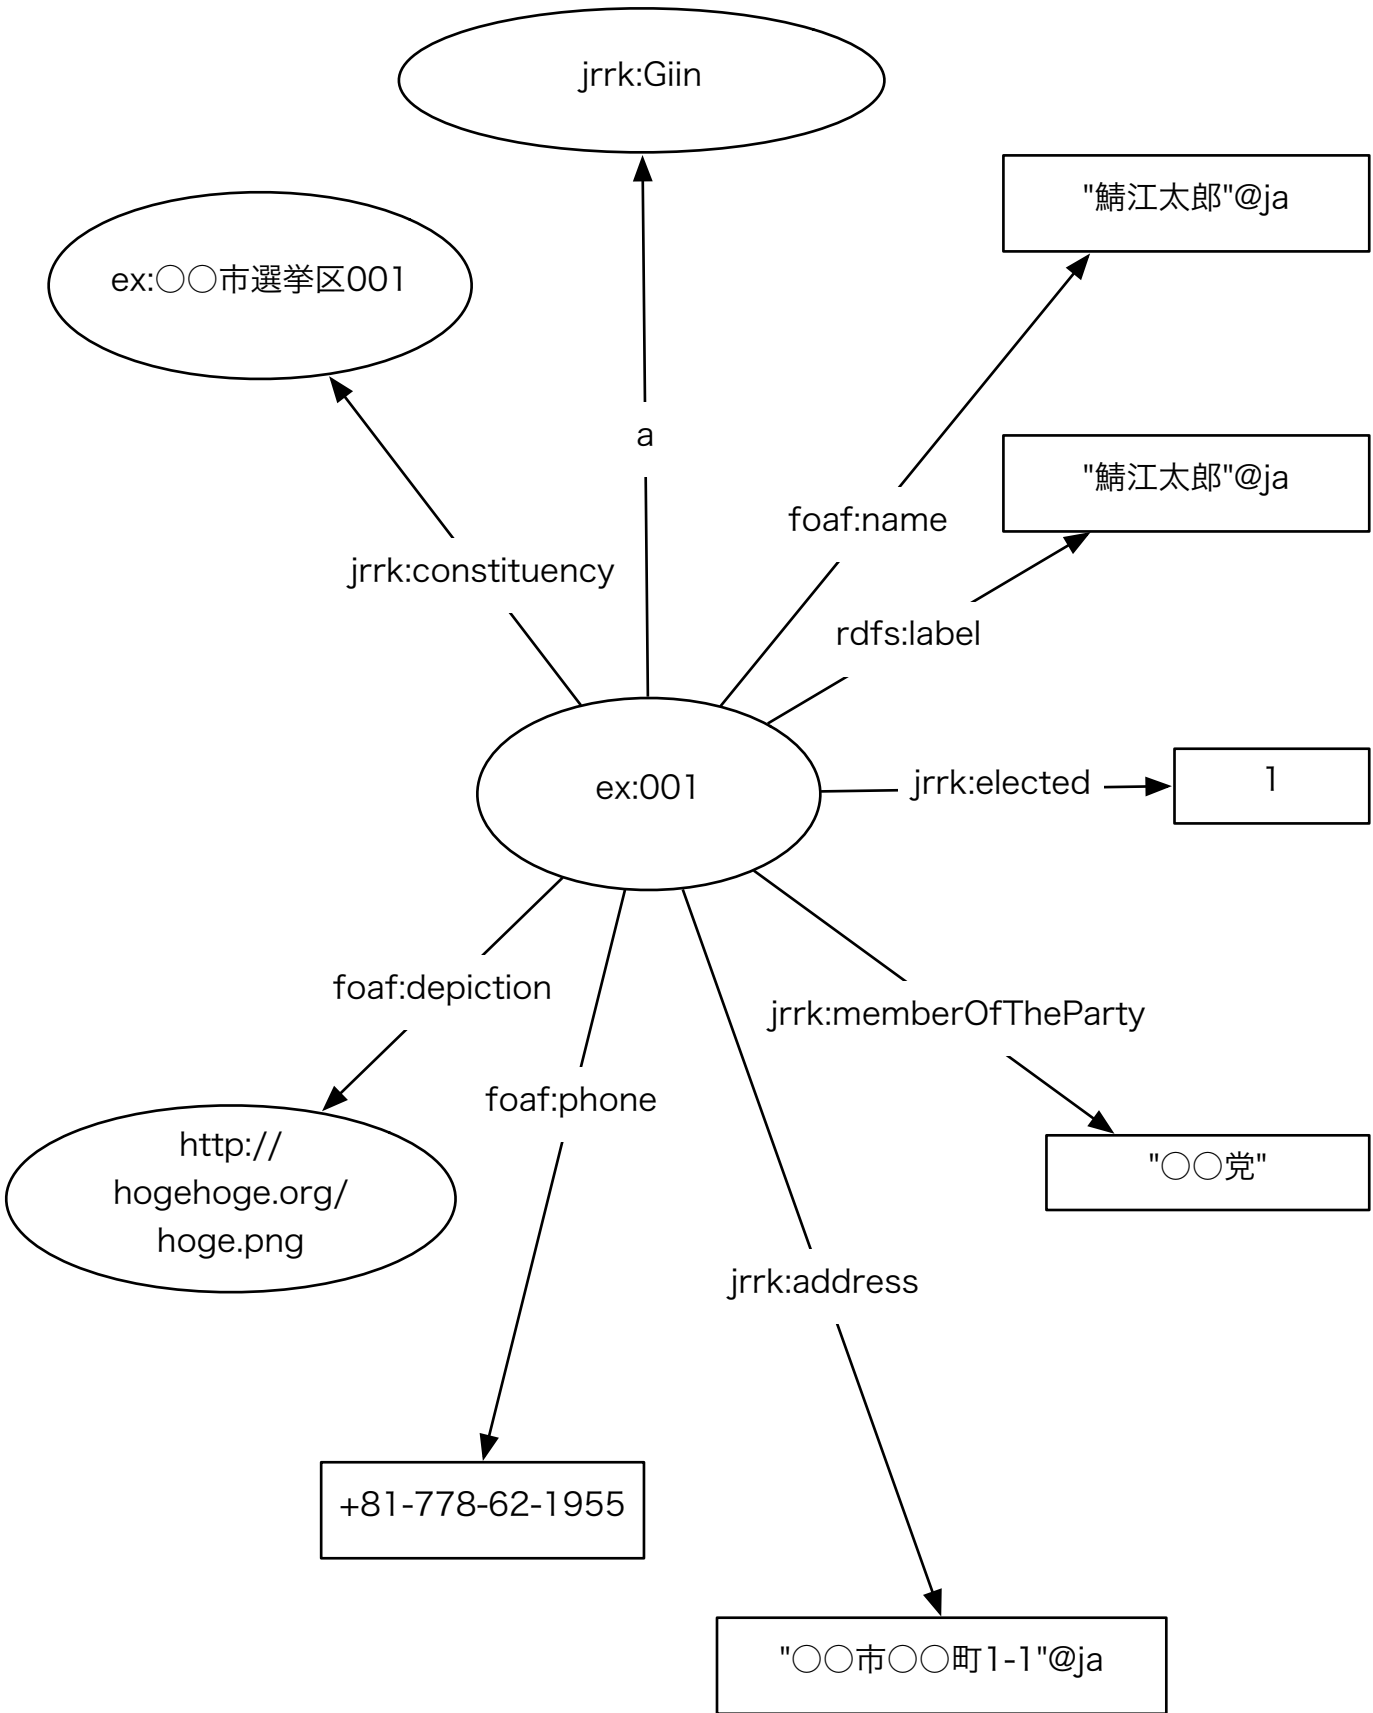 jrrk:Giin
"鯖江太郎"@ja
ex:○○市選挙区001
a
"鯖江太郎"@ja
foaf:name
jrrk:constituency
rdfs:label
ex:001
jrrk:elected
1
foaf:depiction
jrrk:memberOfTheParty
foaf:phone
http://
hogehoge.org/
hoge.png
"○○党"
jrrk:address
+81-778-62-1955
"○○市○○町1-1"@ja